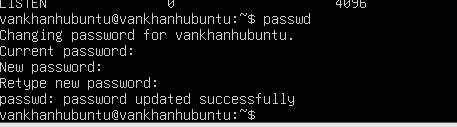 LISTEN 0 4096
vankhanhubuntu@vankhanhubuntu:~$ passwd
Changing password for vankhanhubuntu.
Current password:
New password:
Retype new password:
passwd: password updated successfully
vankhanhubuntu@vankhanhubuntu:~$